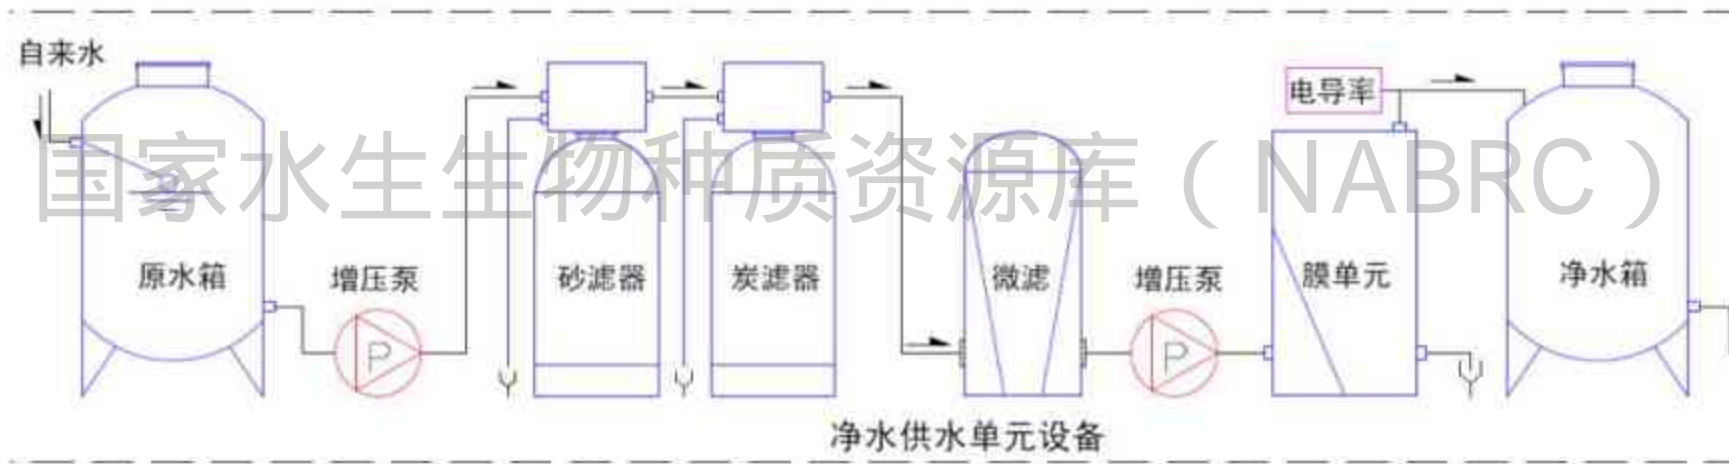 自来水
电导率
国家水生生物种质资源库（NABRC）
原水箱
增压泵
砂滤器
炭滤器
微滤
增压泵
膜单元
净水箱
P
P
净水供水单元设备